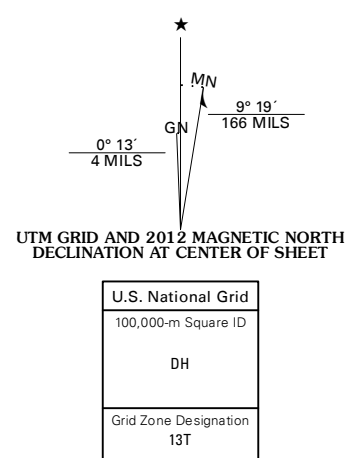 ★
MN
GN
9° 19´
166 MILS
0° 13´
4 MILS
UTM GRID AND 2012 MAGNETIC NORTH
DECLINATION AT CENTER OF SHEET
U.S. National Grid
100,000-m Square ID
DH
Grid Zone Designation
13T